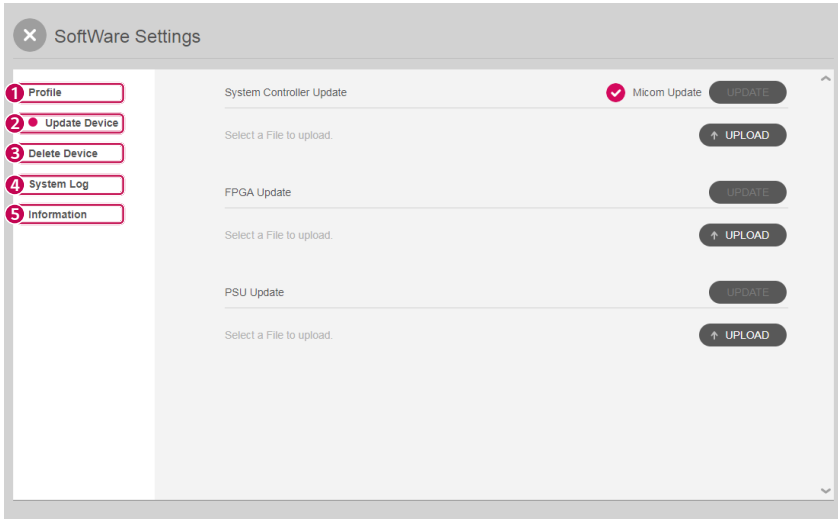 SoftWare Settings
1 Profile
2 Update Device
3 Delete Device
4 System Log
5 Information
System Controller Update Micom Update UPDATE
Select a File to upload. UPLOAD
FPGA Update UPDATE
Select a File to upload. UPLOAD
PSU Update UPDATE
Select a File to upload. UPLOAD